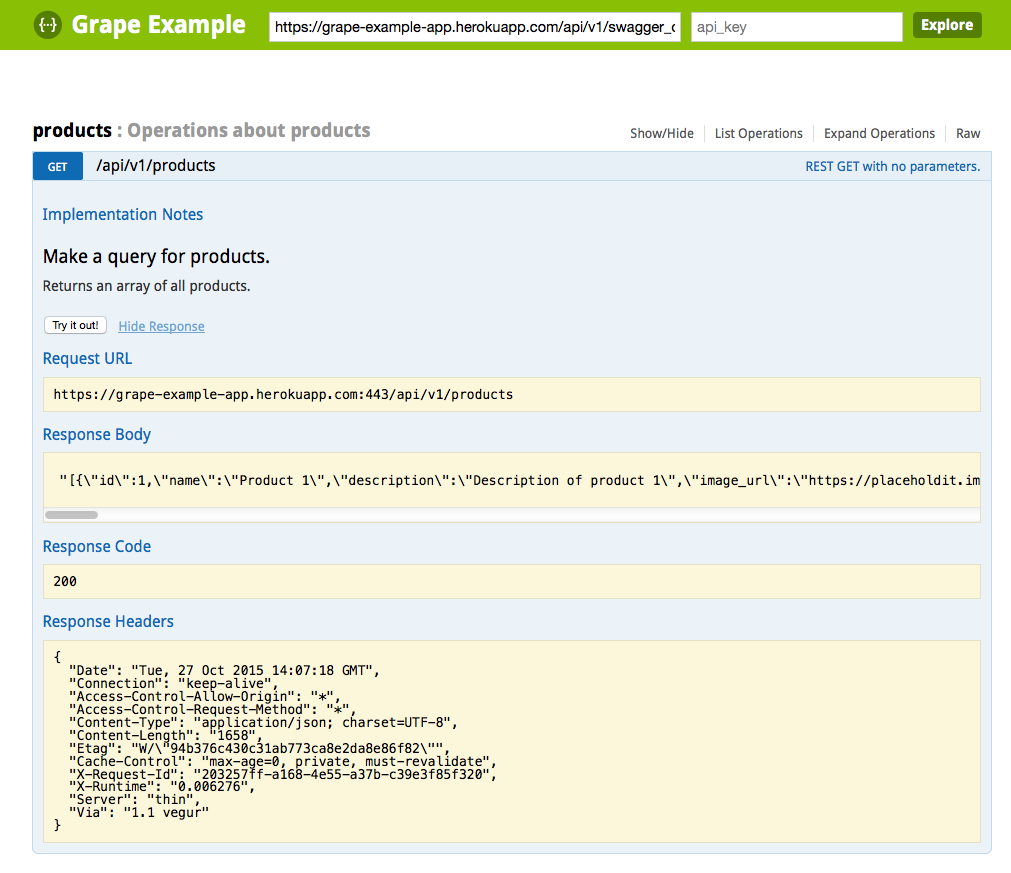 {···} Grape Example
https://grape-example-app.herokuapp.com/api/v1/swagger_d
api_key
Explore
products : Operations about products
Show/Hide
List Operations
Expand Operations
Raw
GET
/api/v1/products
REST GET with no parameters.
Implementation Notes
Make a query for products.
Returns an array of all products.
Try it out!
Hide Response
Request URL
https://grape-example-app.herokuapp.com:443/api/v1/products
Response Body
"[{\"id\":1,\"name\":\"Product 1\",\"description\":\"Description of product 1\",\"image_url\":\"https://placeholdit.im
Response Code
200
Response Headers
{
"Date": "Tue, 27 Oct 2015 14:07:18 GMT",
"Connection": "keep-alive",
"Access-Control-Allow-Origin": "*",
"Access-Control-Request-Method": "*",
"Content-Type": "application/json; charset=UTF-8",
"Content-Length": "1658",
"Etag": "W/\"94b376c430c31ab773ca8e2da8e86f82\"",
"Cache-Control": "max-age=0, private, must-revalidate",
"X-Request-Id": "203257ff-a168-4e55-a37b-c39e3f85f320",
"X-Runtime": "0.006276",
"Server": "thin",
"Via": "1.1 vegur"
}